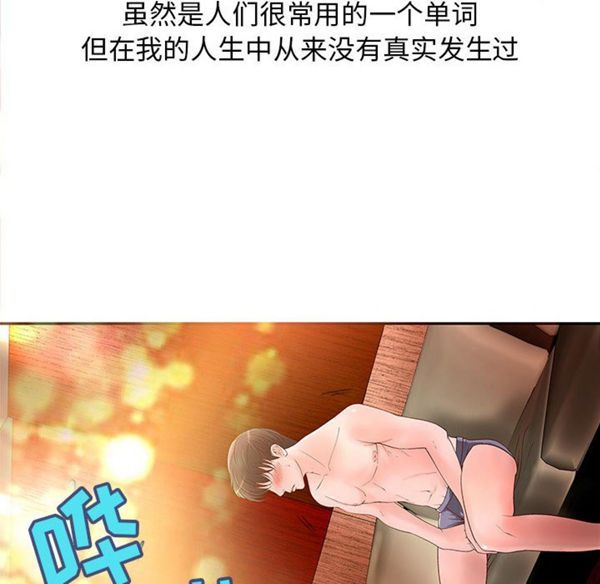 虽然是人们很常用的一个单词
但在我的人生中从来没有真实发生过
哗